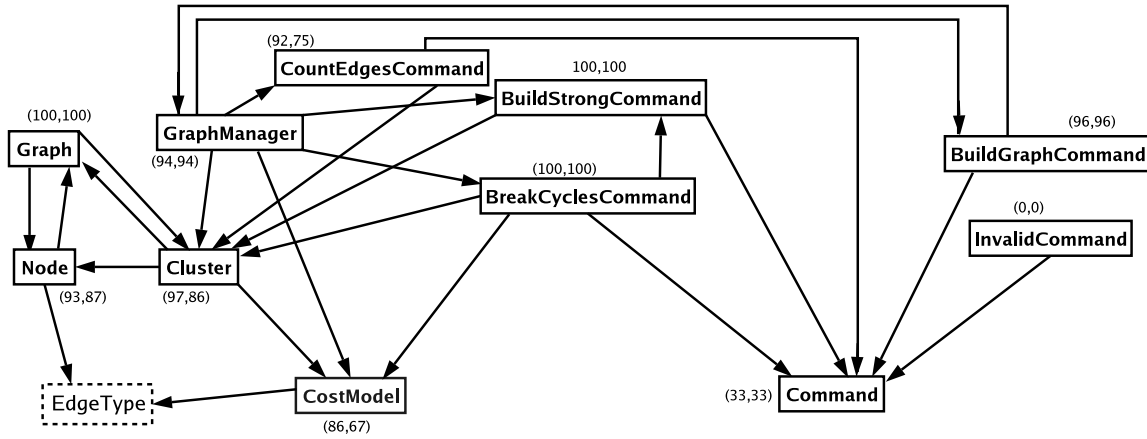 (92,75)
CountEdgesCommand
100,100
BuildStrongCommand
(100,100)
GraphManager
(94,94)
Graph
(96,96)
BuildGraphCommand
(100,100)
BreakCyclesCommand
(0,0)
InvalidCommand
Node
(93,87)
Cluster
(97,86)
EdgeType
CostModel
(86,67)
(33,33)
Command